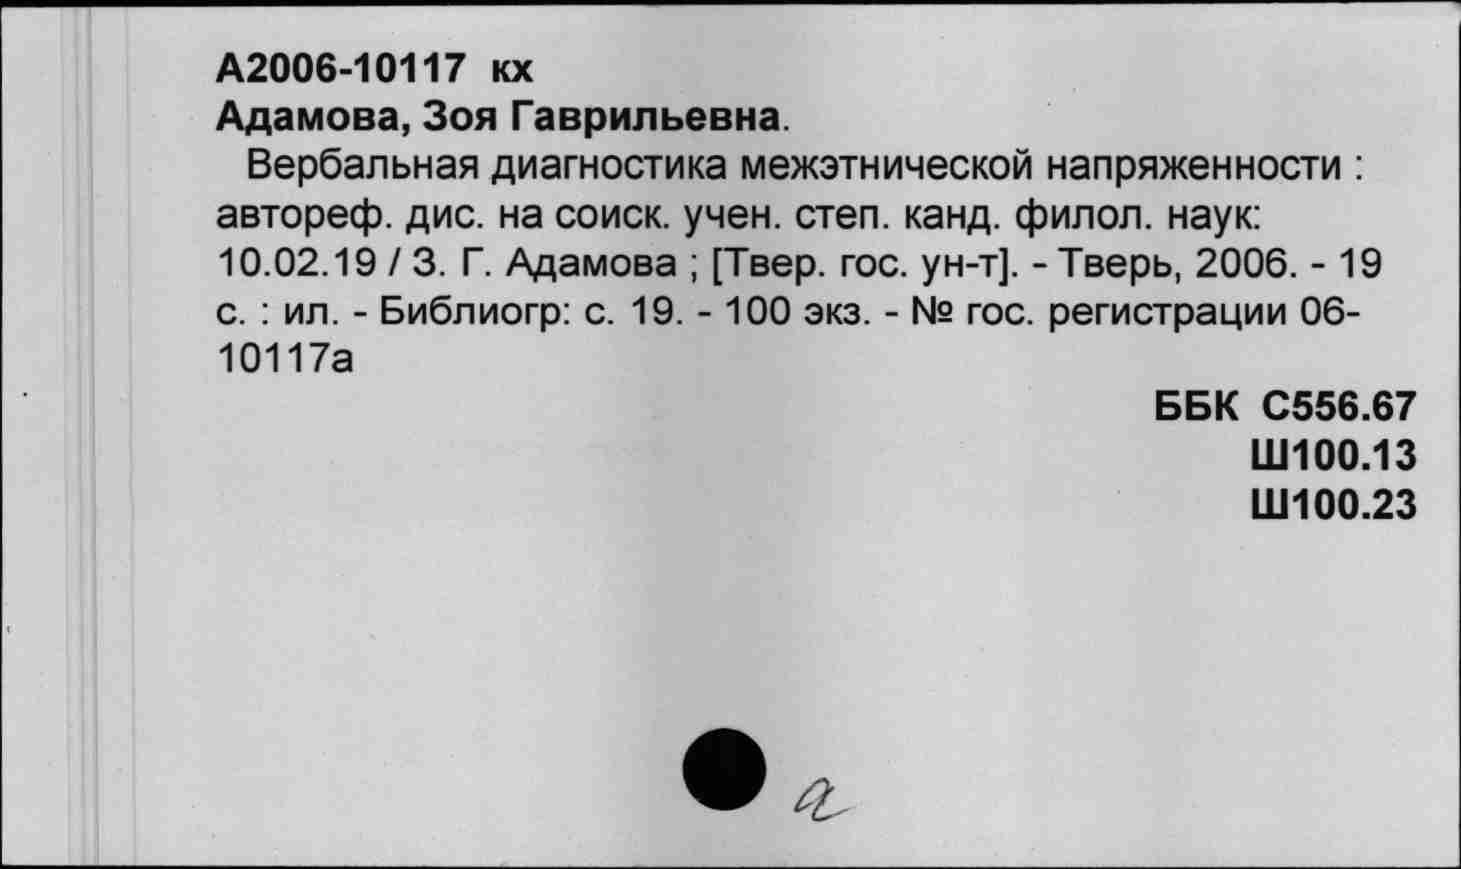 А2006-10117 кх
Адамова, Зоя Гаврильевна.
Вербальная диагностика межэтнической напряженности :
автореф. дис. на соиск. учен. степ. канд. филол. наук:
10.02.19 / З. Г. Адамова ; [Твер. гос. ун-т]. - Тверь, 2006. - 19
с. : ил. - Библиогр: с. 19. - 100 экз. - № гос. регистрации 06-
10117а
ББК С556.67
Ш100.13
Ш100.23
а